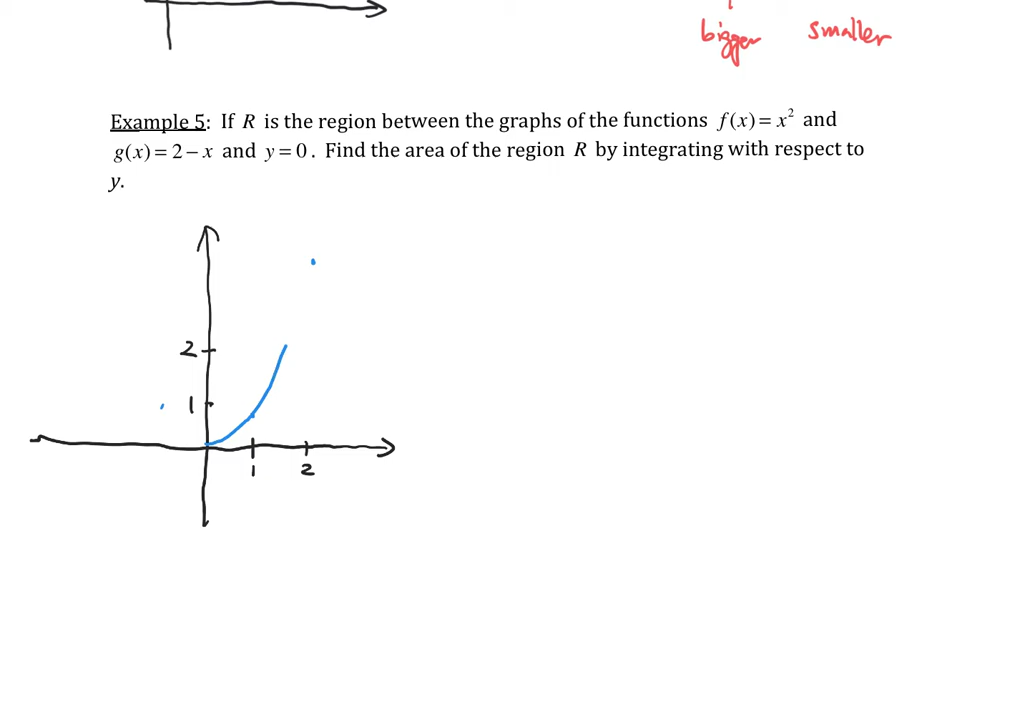 bigger smaller
Example 5: If R is the region between the graphs of the functions f(x) = x² and
g(x) = 2 − x and y = 0. Find the area of the region R by integrating with respect to
y.
2
1
1 2